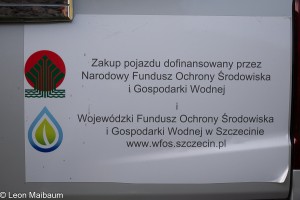 Zakup pojazdu dofinansowany przez
Narodowy Fundusz Ochrony Środowiska
i Gospodarki Wodnej
i
Wojewódzki Fundusz Ochrony Środowiska
i Gospodarki Wodnej w Szczecinie
www.wfos.szczecin.pl
© Leon Maibaum